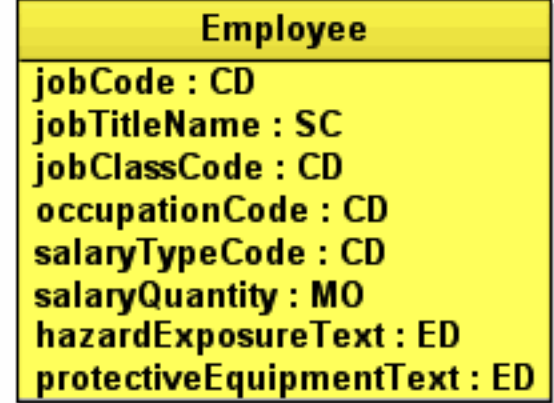 Employee
jobCode : CD
jobTitleName : SC
jobClassCode : CD
occupationCode : CD
salaryTypeCode : CD
salaryQuantity : MO
hazardExposureText : ED
protectiveEquipmentText : ED